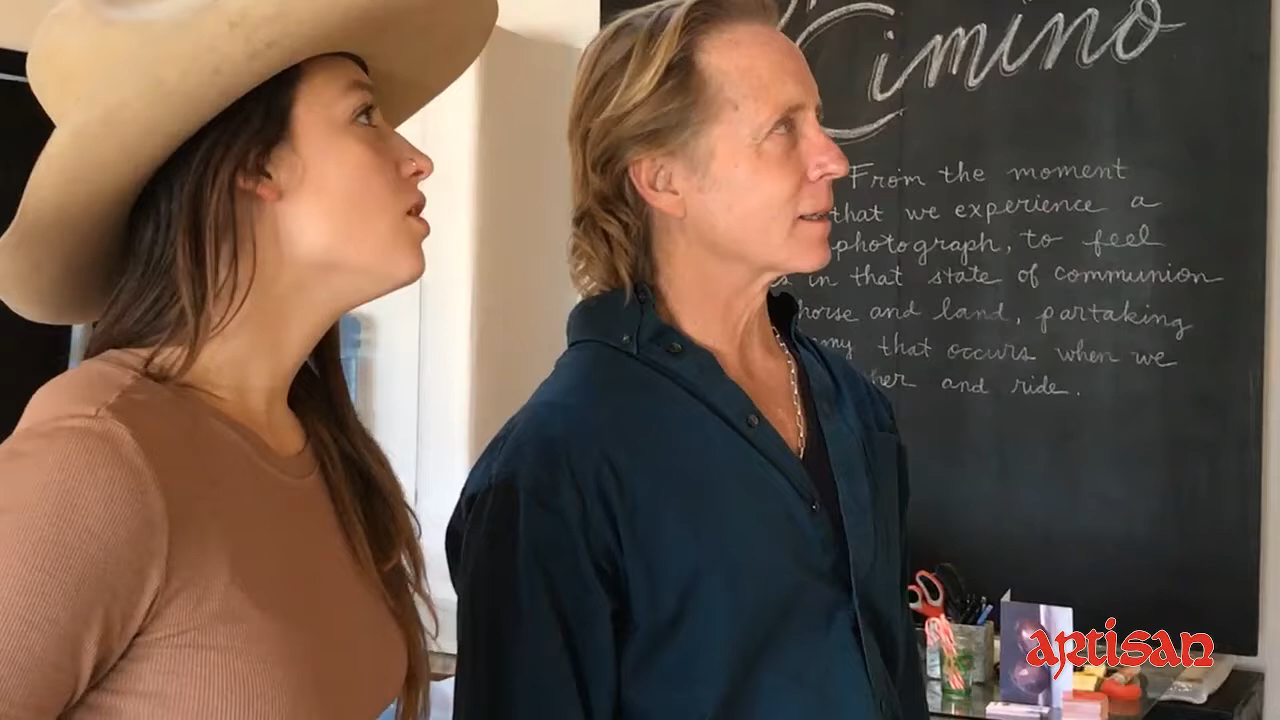 Cimino
From the moment
that we experience a
photograph, to feel
in that state of communion
horse and land, partaking
that occurs when we
and ride.
artisan